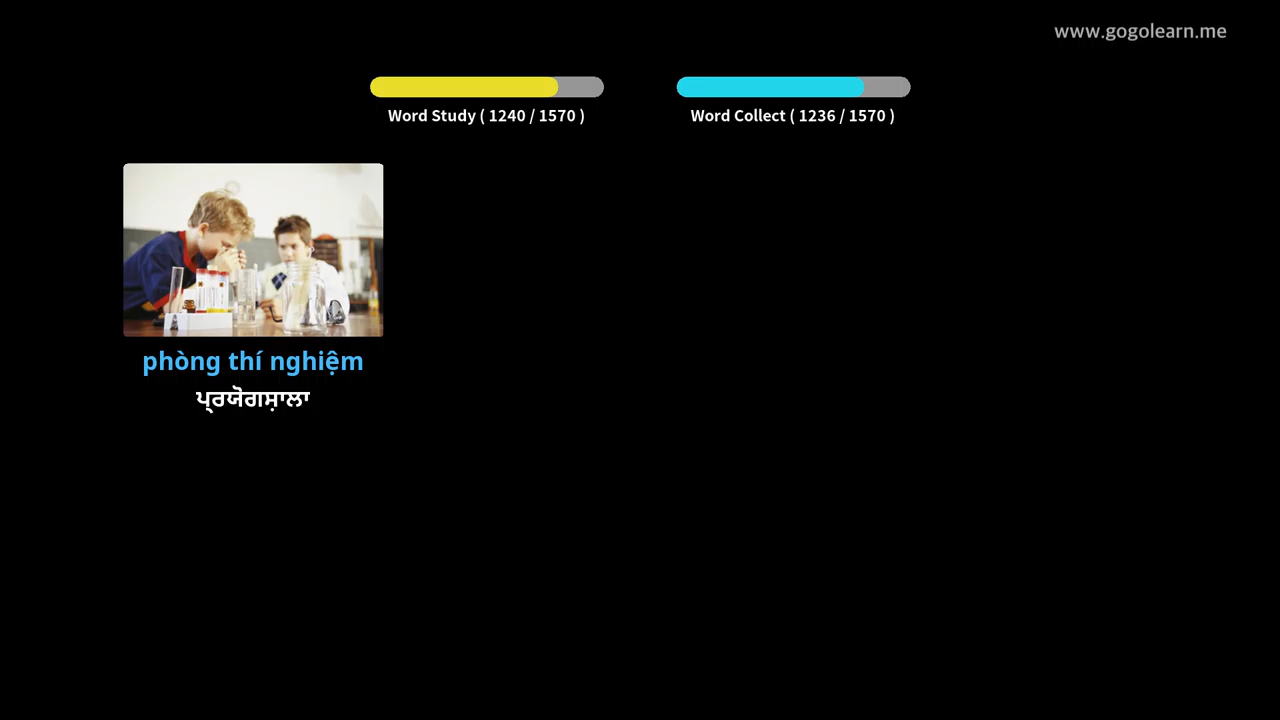 www.gogolearn.me
Word Study ( 1240 / 1570 )
Word Collect ( 1236 / 1570 )
phòng thí nghiệm
ਪ੍ਰਯੋਗਸ਼ਾਲਾ